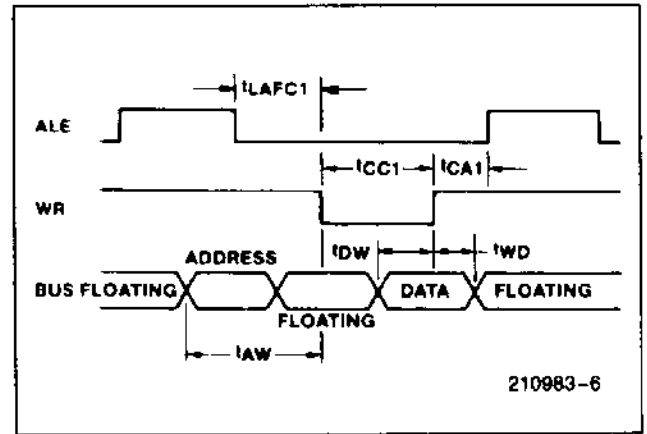 tLAFC1
ALE
tCC1 tCA1
WR
ADDRESS tDW tWD
BUS FLOATING DATA FLOATING
FLOATING
tAW
210983-6